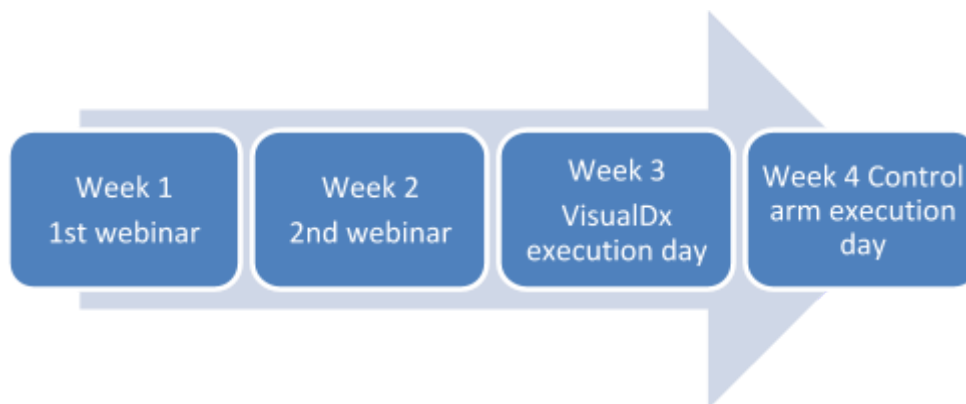 Week 1
1st webinar
Week 2
2nd webinar
Week 3
VisualDx
execution day
Week 4 Control
arm execution
day